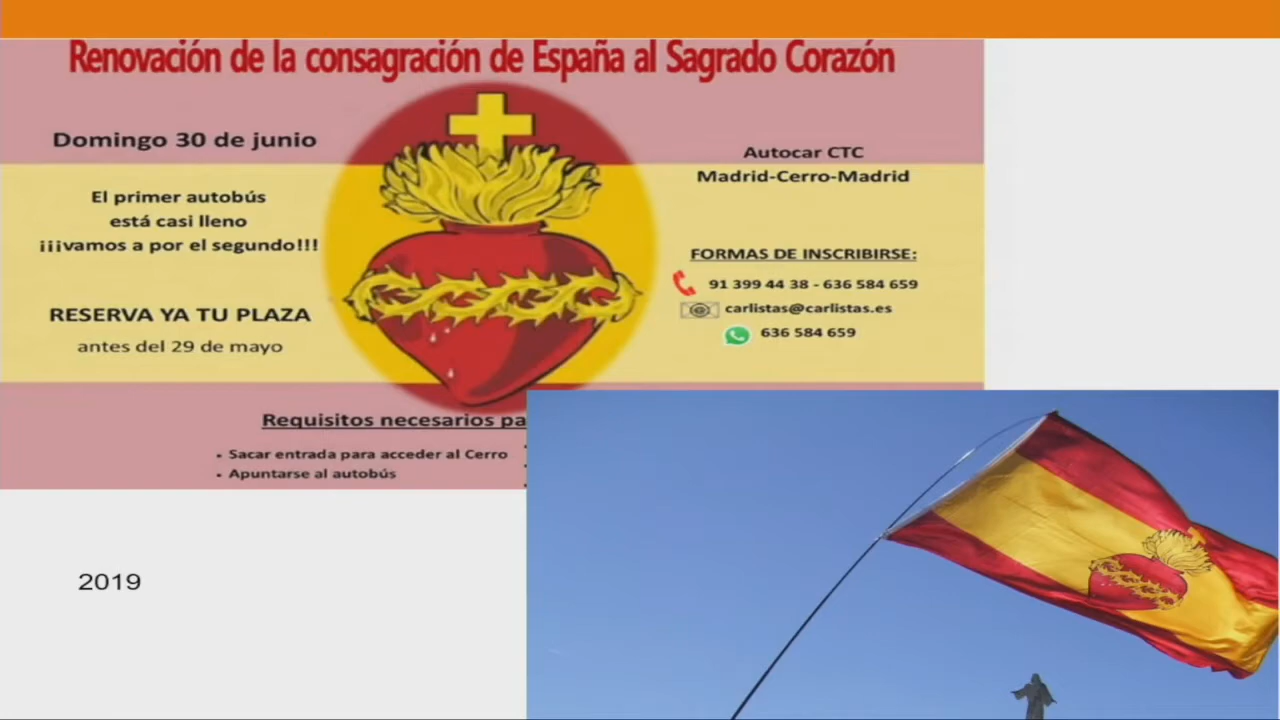 Renovación de la consagración de España al Sagrado Corazón
Domingo 30 de junio
El primer autobús
está casi lleno
¡¡¡vamos a por el segundo!!!
RESERVA YA TU PLAZA
antes del 29 de mayo
Autocar CTC
Madrid-Cerro-Madrid
FORMAS DE INSCRIBIRSE:
91 399 44 38 - 636 584 659
carlistas@carlistas.es
636 584 659
Requisitos necesarios pa
• Sacar entrada para acceder al Cerro
• Apuntarse al autobús
2019